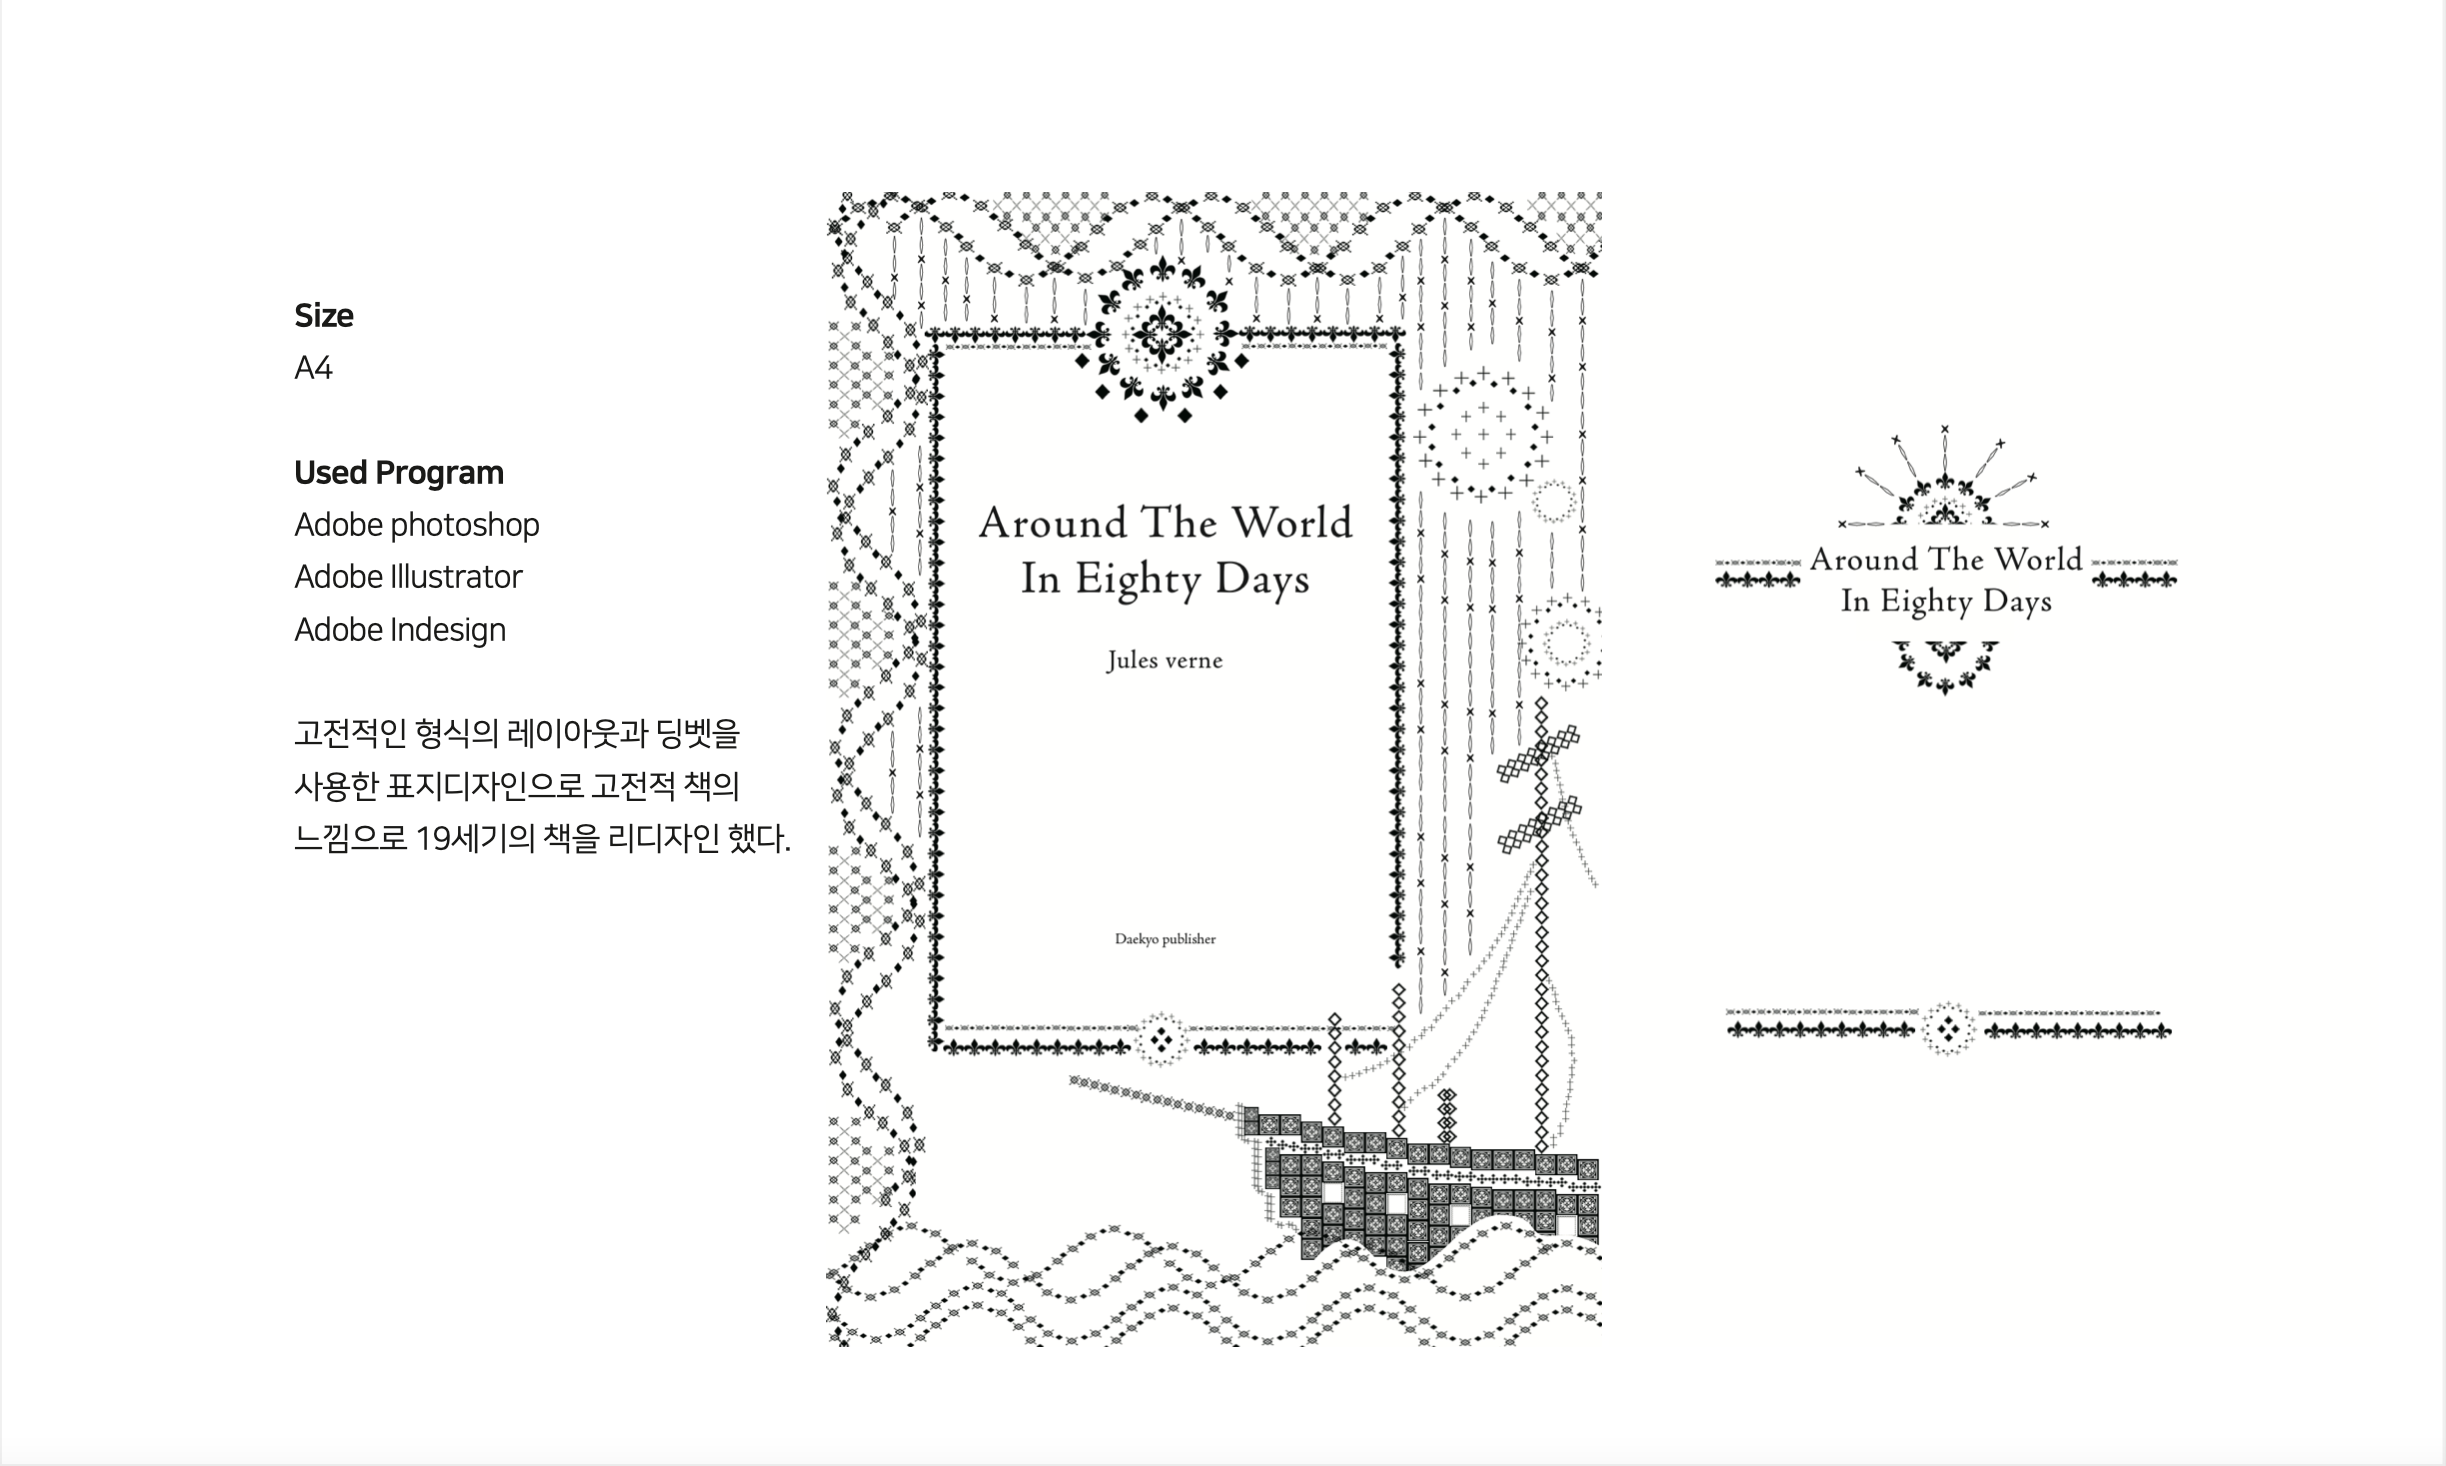 Size
A4
Used Program
Adobe photoshop
Adobe Illustrator
Adobe Indesign
고전적인 형식의 레이아웃과 딩벳을
사용한 표지디자인으로 고전적 책의
느낌으로 19세기의 책을 리디자인 했다.
Around The World
In Eighty Days
Jules verne
Daekyo publisher
Around The World
In Eighty Days